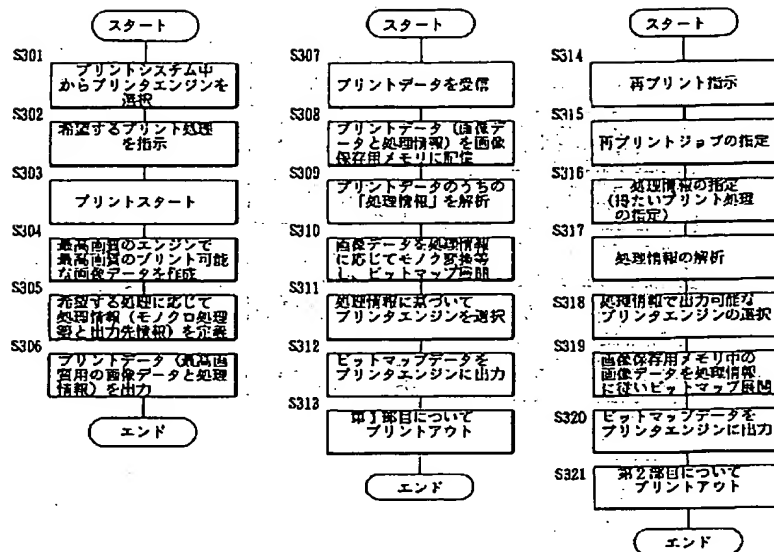 スタート
S301
プリントシステム中
からプリンタエンジンを
選択
S302
希望するプリント処理
を指示
S303
プリントスタート
S304
最高画質のエンジンで
最高画質のプリント可能
な画像データを作成
S305
希望する処理に応じて
処理情報（モノクロ処理
と出力先情報）を定義
S306
プリントデータ（最高画
質用の画像データと処理
情報）を出力
エンド
スタート
S307
プリントデータを受信
S308
プリントデータ（画像デ
ータと処理情報）を画像
保存用メモリに記憶
S309
プリントデータのうちの
「処理情報」を解析
S310
画像データを処理情報
に応じてモノクロ変換等
し、ビットマップ展開
S311
処理情報に基づいて
プリンタエンジンを選択
S312
ビットマップデータを
プリンタエンジンに出力
S313
第1部目について
プリントアウト
エンド
スタート
S314
再プリント指示
S315
再プリントジョブの指定
S316
処理情報の指定
（得たいプリント処理
の指定）
S317
処理情報の解析
S318
処理情報で出力可能な
プリンタエンジンの選択
S319
画像保存用メモリ中の
画像データを処理情報
に従いビットマップ展開
S320
ビットマップデータを
プリンタエンジンに出力
S321
第2部目について
プリントアウト
エンド